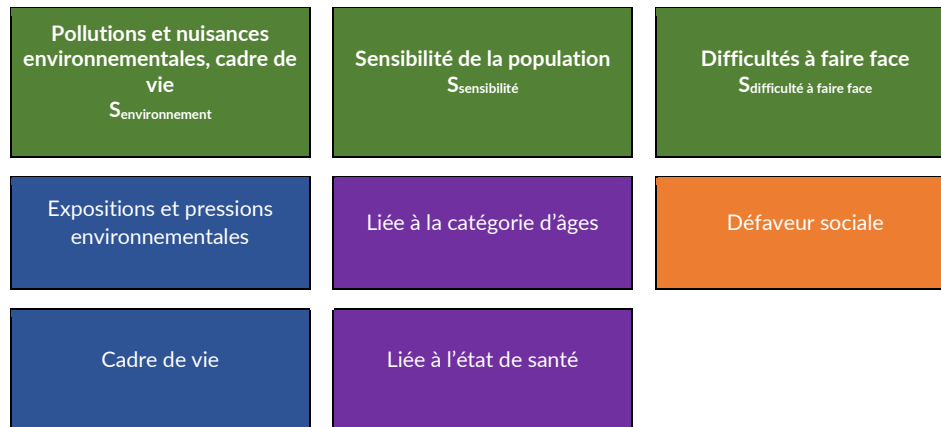 Pollutions et nuisances
environnementales, cadre de
vie
Senvironnement
Sensibilité de la population
Ssensibilité
Difficultés à faire face
Sdifficulté à faire face
Expositions et pressions
environnementales
Liée à la catégorie d’âges
Défaveur sociale
Cadre de vie
Liée à l’état de santé